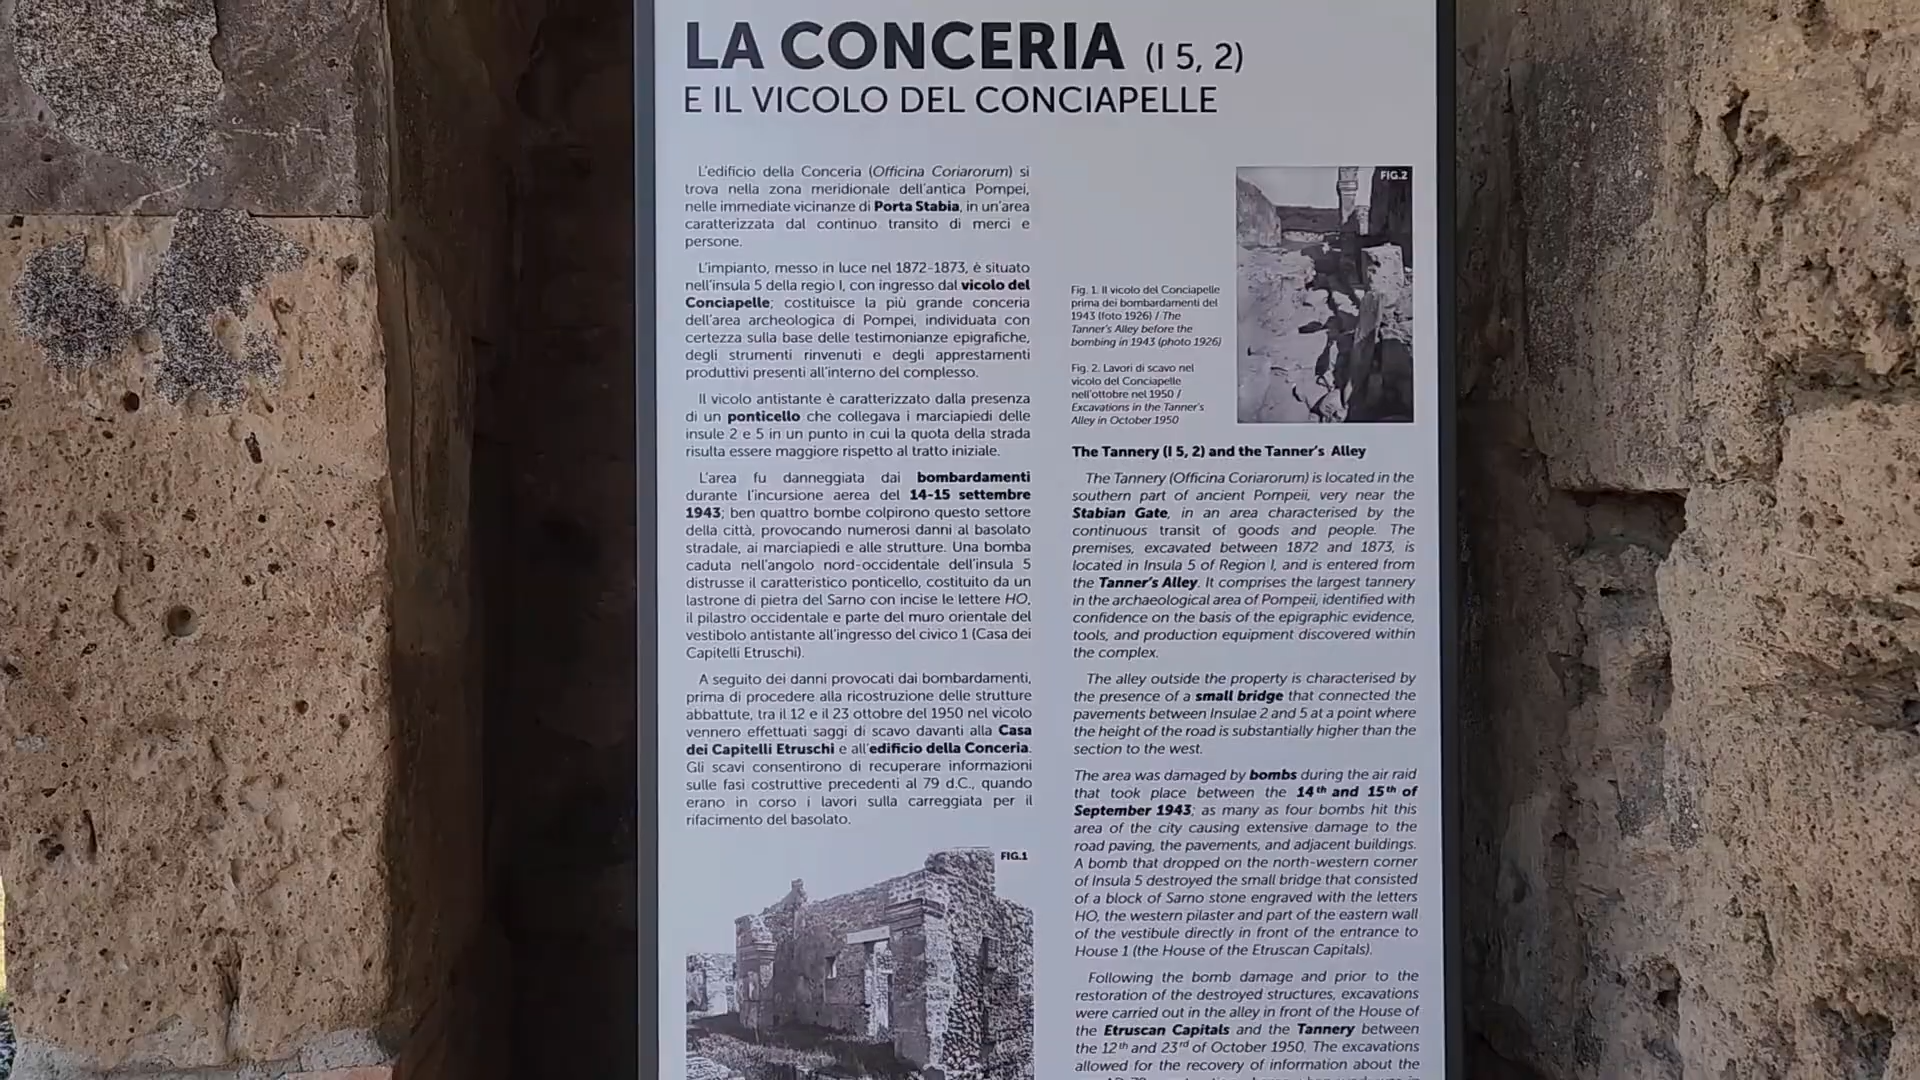 LA CONCERIA (I 5, 2)
E IL VICOLO DEL CONCIAPELLE
L'edificio della Conceria (Officina Coriarorum) si
trova nella zona meridionale dell'antica Pompei,
nelle immediate vicinanze di Porta Stabia, in un'area
caratterizzata dal continuo transito di merci e
persone.
L'impianto, messo in luce nel 1872-1873, è situato
nell'insula 5 della regio I, con ingresso dal vicolo del
Conciapelle; costituisce la più grande conceria
dell'area archeologica di Pompei, individuata con
certezza sulla base delle testimonianze epigrafiche,
degli strumenti rinvenuti e degli apprestamenti
produttivi presenti all'interno del complesso.
Il vicolo antistante è caratterizzato dalla presenza
di un ponticello che collegava i marciapiedi delle
insule 2 e 5 in un punto in cui la quota della strada
risulta essere maggiore rispetto al tratto iniziale.
L'area fu danneggiata dai bombardamenti
durante l'incursione aerea del 14-15 settembre
1943; ben quattro bombe colpirono questo settore
della città, provocando numerosi danni al basolato
stradale, ai marciapiedi e alle strutture. Una bomba
caduta nell'angolo nord-occidentale dell'insula 5
distrusse il caratteristico ponticello, costituito da un
lastrone di pietra del Sarno con incise le lettere HO,
il pilastro occidentale e parte del muro orientale del
vestibolo antistante all'ingresso del civico 1 (Casa dei
Capitelli Etruschi).
A seguito dei danni provocati dai bombardamenti,
prima di procedere alla ricostruzione delle strutture
abbattute, tra il 12 e il 23 ottobre del 1950 nel vicolo
vennero effettuati saggi di scavo davanti alla Casa
dei Capitelli Etruschi e all'edificio della Conceria.
Gli scavi consentirono di recuperare informazioni
sulle fasi costruttive precedenti al 79 d.C., quando
erano in corso i lavori sulla carreggiata per il
rifacimento del basolato.
FIG.1
FIG.2
Fig. 1. Il vicolo del Conciapelle
prima dei bombardamenti del
1943 (foto 1926) / The
Tanner's Alley before the
bombing in 1943 (photo 1926)
Fig. 2. Lavori di scavo nel
vicolo del Conciapelle
nell'ottobre nel 1950 /
Excavations in the Tanner's
Alley in October 1950
The Tannery (I 5, 2) and the Tanner's Alley
The Tannery (Officina Coriarorum) is located in the
southern part of ancient Pompeii, very near the
Stabian Gate, in an area characterised by the
continuous transit of goods and people. The
premises, excavated between 1872 and 1873, is
located in Insula 5 of Region I, and is entered from
the Tanner's Alley. It comprises the largest tannery
in the archaeological area of Pompeii, identified with
confidence on the basis of the epigraphic evidence,
tools, and production equipment discovered within
the complex.
The alley outside the property is characterised by
the presence of a small bridge that connected the
pavements between Insulae 2 and 5 at a point where
the height of the road is substantially higher than the
section to the west.
The area was damaged by bombs during the air raid
that took place between the 14th and 15th of
September 1943; as many as four bombs hit this
area of the city causing extensive damage to the
road paving, the pavements, and adjacent buildings.
A bomb that dropped on the north-western corner
of Insula 5 destroyed the small bridge that consisted
of a block of Sarno stone engraved with the letters
HO, the western pilaster and part of the eastern wall
of the vestibule directly in front of the entrance to
House 1 (the House of the Etruscan Capitals).
Following the bomb damage and prior to the
restoration of the destroyed structures, excavations
were carried out in the alley in front of the House of
the Etruscan Capitals and the Tannery between
the 12th and 23rd of October 1950. The excavations
allowed for the recovery of information about the